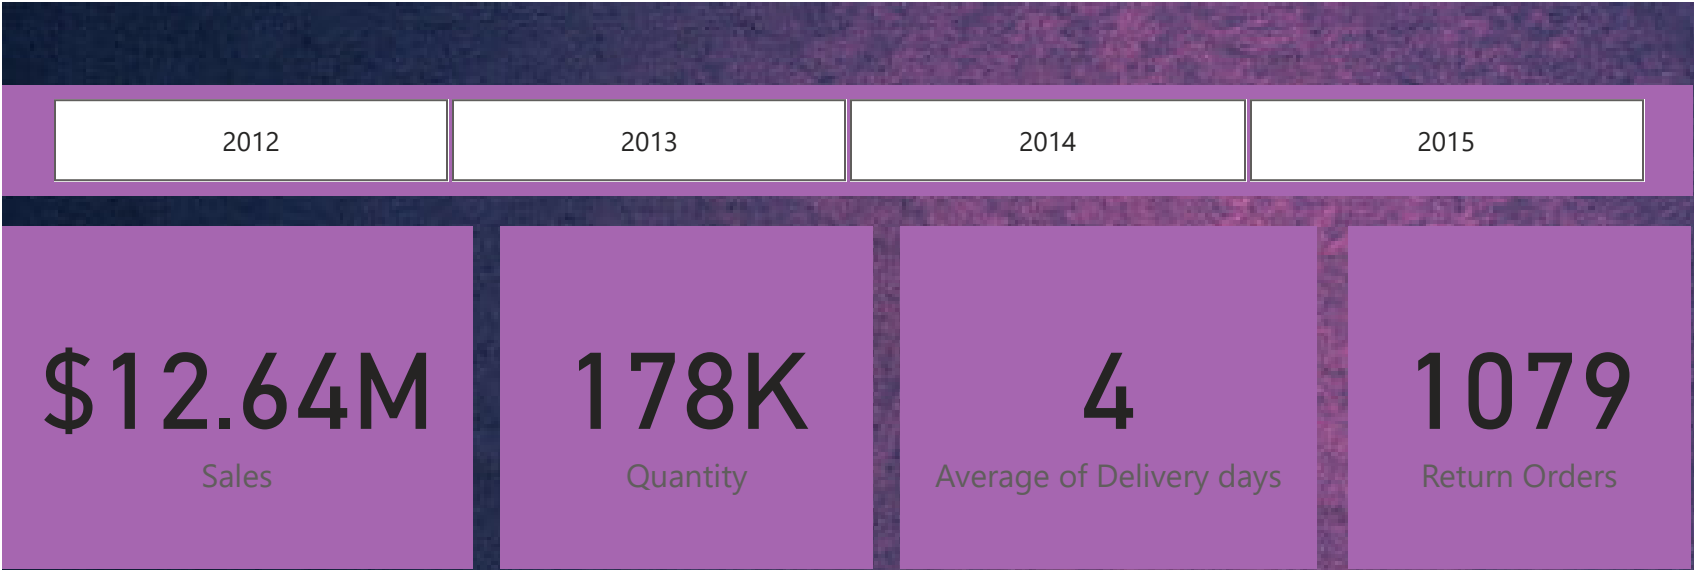 2012 2013 2014 2015
$12.64M 178K 4 1079
Sales Quantity Average of Delivery days Return Orders